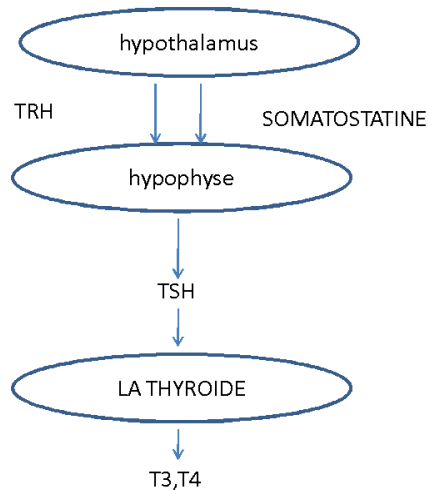 hypothalamus
TRH
SOMATOSTATINE
hypophyse
TSH
LA THYROIDE
T3,T4